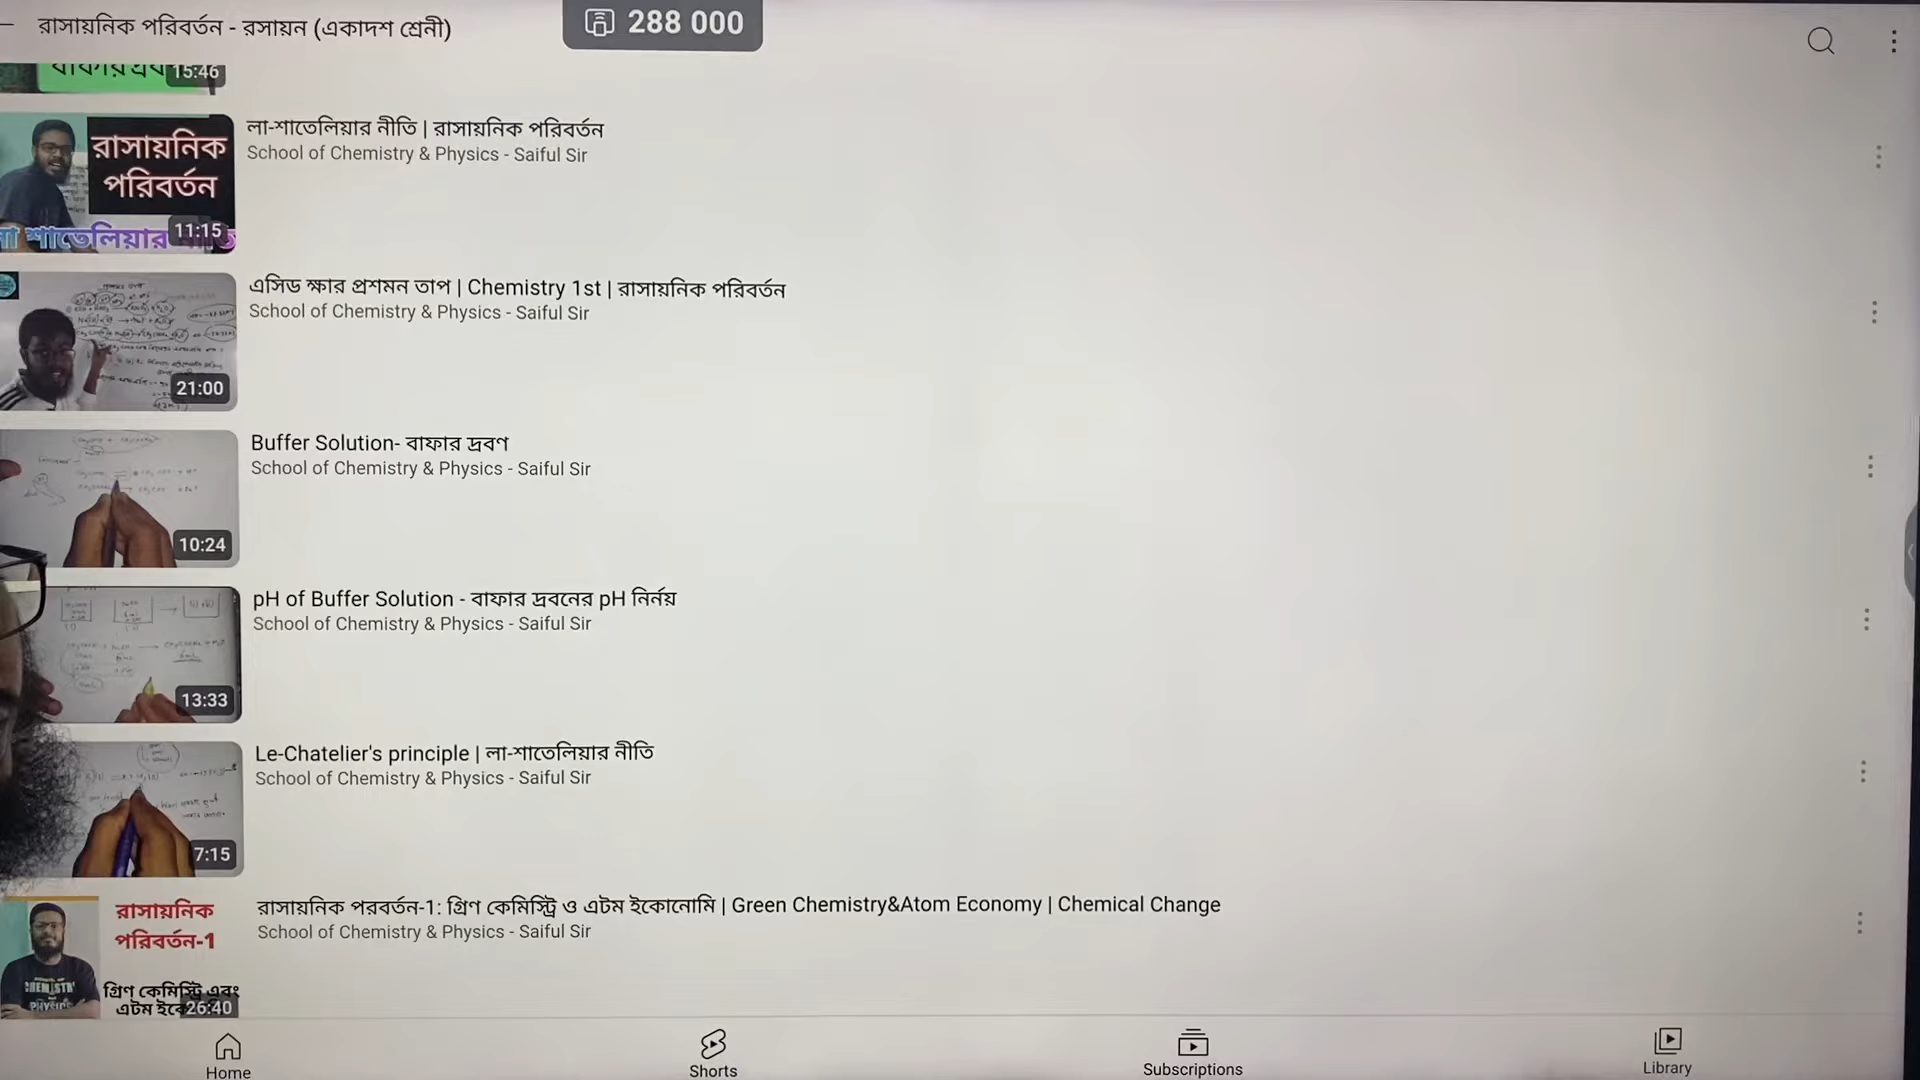 রাসায়নিক পরিবর্তন - রসায়ন (একাদশ শ্রেনী)
288 000
15:46
রাসায়নিক
পরিবর্তন
শাতেলিয়ার
11:15
লা-শাতেলিয়ার নীতি | রাসায়নিক পরিবর্তন
School of Chemistry & Physics - Saiful Sir
21:00
এসিড ক্ষার প্রশমন তাপ | Chemistry 1st | রাসায়নিক পরিবর্তন
School of Chemistry & Physics - Saiful Sir
10:24
Buffer Solution- বাফার দ্রবণ
School of Chemistry & Physics - Saiful Sir
13:33
pH of Buffer Solution - বাফার দ্রবনের pH নির্নয়
School of Chemistry & Physics - Saiful Sir
7:15
Le-Chatelier's principle | লা-শাতেলিয়ার নীতি
School of Chemistry & Physics - Saiful Sir
রাসায়নিক
পরিবর্তন-1
CHEMISTRY
PHYSICS
গ্রিণ কেমিস্ট্রি এবং
এটম
26:40
রাসায়নিক পরবর্তন-1: গ্রিণ কেমিস্ট্রি ও এটম ইকোনোমি | Green Chemistry&Atom Economy | Chemical Change
School of Chemistry & Physics - Saiful Sir
Home
Shorts
Subscriptions
Library